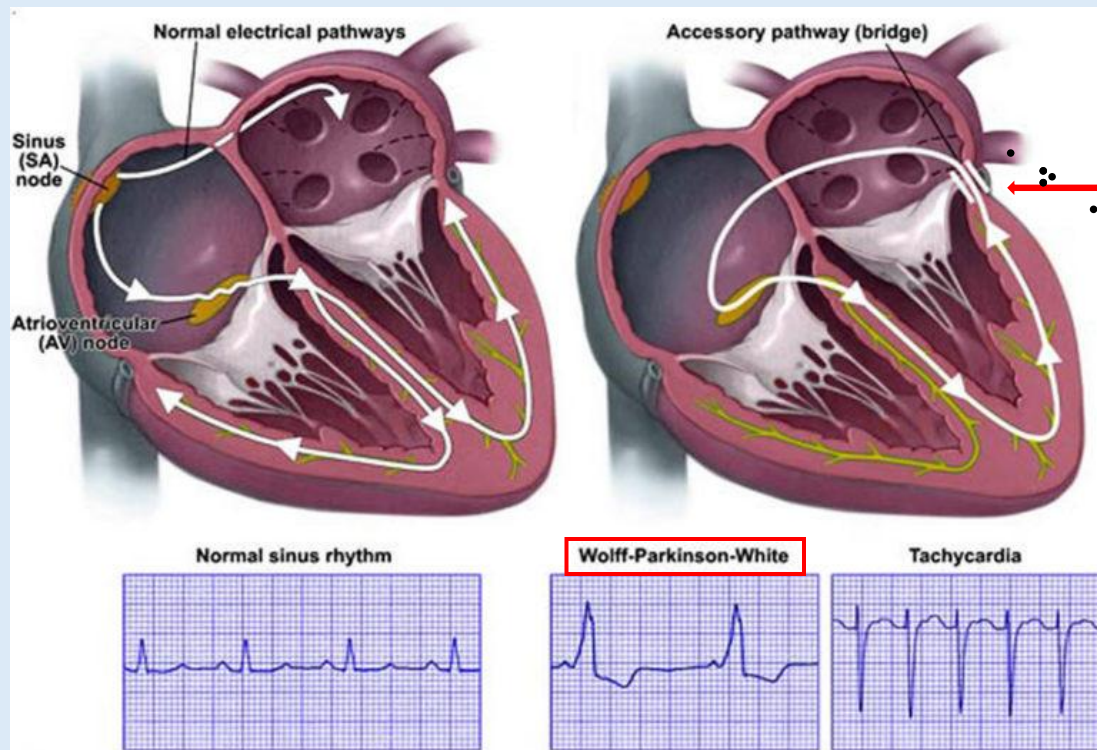 Normal electrical pathways
Accessory pathway (bridge)
Sinus
(SA)
node
Atrioventricular
(AV) node
Normal sinus rhythm
Wolff-Parkinson-White
Tachycardia